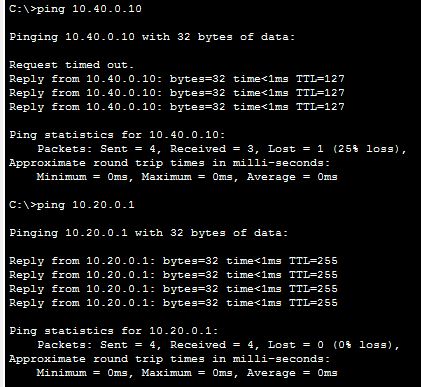 C:\>ping 10.40.0.10
Pinging 10.40.0.10 with 32 bytes of data:
Request timed out.
Reply from 10.40.0.10: bytes=32 time<1ms TTL=127
Reply from 10.40.0.10: bytes=32 time<1ms TTL=127
Reply from 10.40.0.10: bytes=32 time<1ms TTL=127
Ping statistics for 10.40.0.10:
    Packets: Sent = 4, Received = 3, Lost = 1 (25% loss),
Approximate round trip times in milli-seconds:
    Minimum = 0ms, Maximum = 0ms, Average = 0ms
C:\>ping 10.20.0.1
Pinging 10.20.0.1 with 32 bytes of data:
Reply from 10.20.0.1: bytes=32 time<1ms TTL=255
Reply from 10.20.0.1: bytes=32 time<1ms TTL=255
Reply from 10.20.0.1: bytes=32 time<1ms TTL=255
Reply from 10.20.0.1: bytes=32 time<1ms TTL=255
Ping statistics for 10.20.0.1:
    Packets: Sent = 4, Received = 4, Lost = 0 (0% loss),
Approximate round trip times in milli-seconds:
    Minimum = 0ms, Maximum = 0ms, Average = 0ms